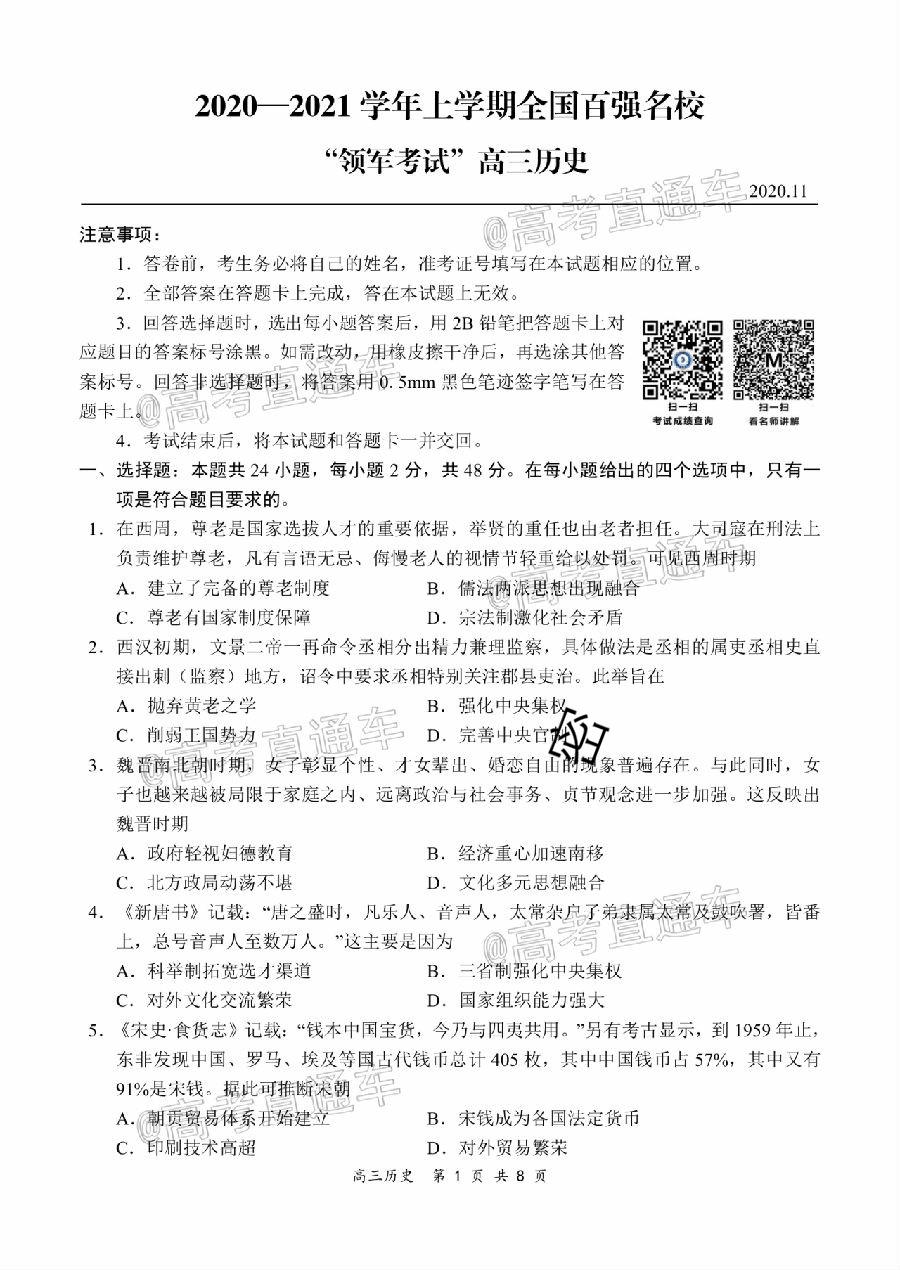 2020—2021 学年上学期全国百强名校
“领军考试”高三历史
2020.11
注意事项：
1．答卷前，考生务必将自己的姓名，准考证号填写在本试题相应的位置。
2．全部答案在答题卡上完成，答在本试题上无效。
3．回答选择题时，选出每小题答案后，用 2B 铅笔把答题卡上对
应题目的答案标号涂黑。如需改动，用橡皮擦干净后，再选涂其他答
案标号。回答非选择题时，将答案用 0.5mm 黑色笔迹签字笔写在答
题卡上。
扫一扫
考试成绩查询
扫一扫
看名师讲解
4．考试结束后，将本试题和答题卡一并交回。
一、选择题：本题共 24 小题，每小题 2 分，共 48 分。在每小题给出的四个选项中，只有一
项是符合题目要求的。
1．在西周，尊老是国家选拔人才的重要依据，举贤的重任也由老者担任。大司寇在刑法上
负责维护尊老，凡有言语无忌、侮慢老人的视情节轻重给以处罚。可见西周时期
A．建立了完备的尊老制度 B．儒法两派思想出现融合
C．尊老有国家制度保障 D．宗法制激化社会矛盾
2．西汉初期，文景二帝一再命令丞相分出精力兼理监察，具体做法是丞相的属吏丞相史直
接出刺（监察）地方，诏令中要求丞相特别关注郡县吏治。此举旨在
A．抛弃黄老之学 B．强化中央集权
C．削弱王国势力 D．完善中央官制
3．魏晋南北朝时期，女子彰显个性、才女辈出、婚恋自由的现象普遍存在。与此同时，女
子也越来越被局限于家庭之内、远离政治与社会事务、贞节观念进一步加强。这反映出
魏晋时期
A．政府轻视妇德教育 B．经济重心加速南移
C．北方政局动荡不堪 D．文化多元思想融合
4．《新唐书》记载：“唐之盛时，凡乐人、音声人，太常杂户子弟隶属太常及鼓吹署，皆番
上，总号音声人至数万人。”这主要是因为
A．科举制拓宽选才渠道 B．三省制强化中央集权
C．对外文化交流繁荣 D．国家组织能力强大
5．《宋史·食货志》记载：“钱本中国宝货，今乃与四夷共用。”另有考古显示，到 1959 年止，
东非发现中国、罗马、埃及等国古代钱币总计 405 枚，其中中国钱币占 57%，其中又有
91%是宋钱。据此可推断宋朝
A．朝贡贸易体系开始建立 B．宋钱成为各国法定货币
C．印刷技术高超 D．对外贸易繁荣
高三历史 第 1 页 共 8 页
@高考直通车
@高考直通车
@高考直通车
@高考直通车
@高考直通车
@高考直通车